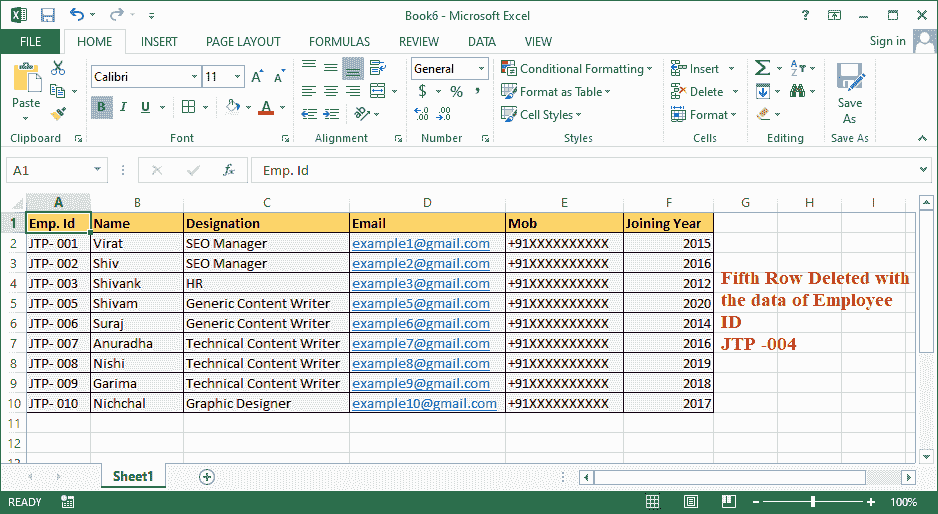 Book6 - Microsoft Excel
FILE HOME INSERT PAGE LAYOUT FORMULAS REVIEW DATA VIEW Sign in
Calibri 11 General Conditional Formatting Insert
Paste B I U A $ % , Format as Table Delete Save
Cell Styles Format As
Clipboard Font Alignment Number Styles Cells Editing Save As
A1 fx Emp. Id
A B C D E F G H I
1 Emp. Id Name Designation Email Mob Joining Year
2 JTP- 001 Virat SEO Manager example1@gmail.com +91XXXXXXXXXX 2015
3 JTP- 002 Shiv SEO Manager example2@gmail.com +91XXXXXXXXXX 2016
4 JTP- 003 Shivank HR example3@gmail.com +91XXXXXXXXXX 2012
5 JTP- 005 Shivam Generic Content Writer example5@gmail.com +91XXXXXXXXXX 2020
6 JTP- 006 Suraj Generic Content Writer example6@gmail.com +91XXXXXXXXXX 2014
7 JTP- 007 Anuradha Technical Content Writer example7@gmail.com +91XXXXXXXXXX 2016
8 JTP- 008 Nishi Technical Content Writer example8@gmail.com +91XXXXXXXXXX 2019
9 JTP- 009 Garima Technical Content Writer example9@gmail.com +91XXXXXXXXXX 2018
10 JTP- 010 Nichchal Graphic Designer example10@gmail.com +91XXXXXXXXXX 2017
Fifth Row Deleted with
the data of Employee
ID
JTP -004
11
12
13
Sheet1
READY 100%